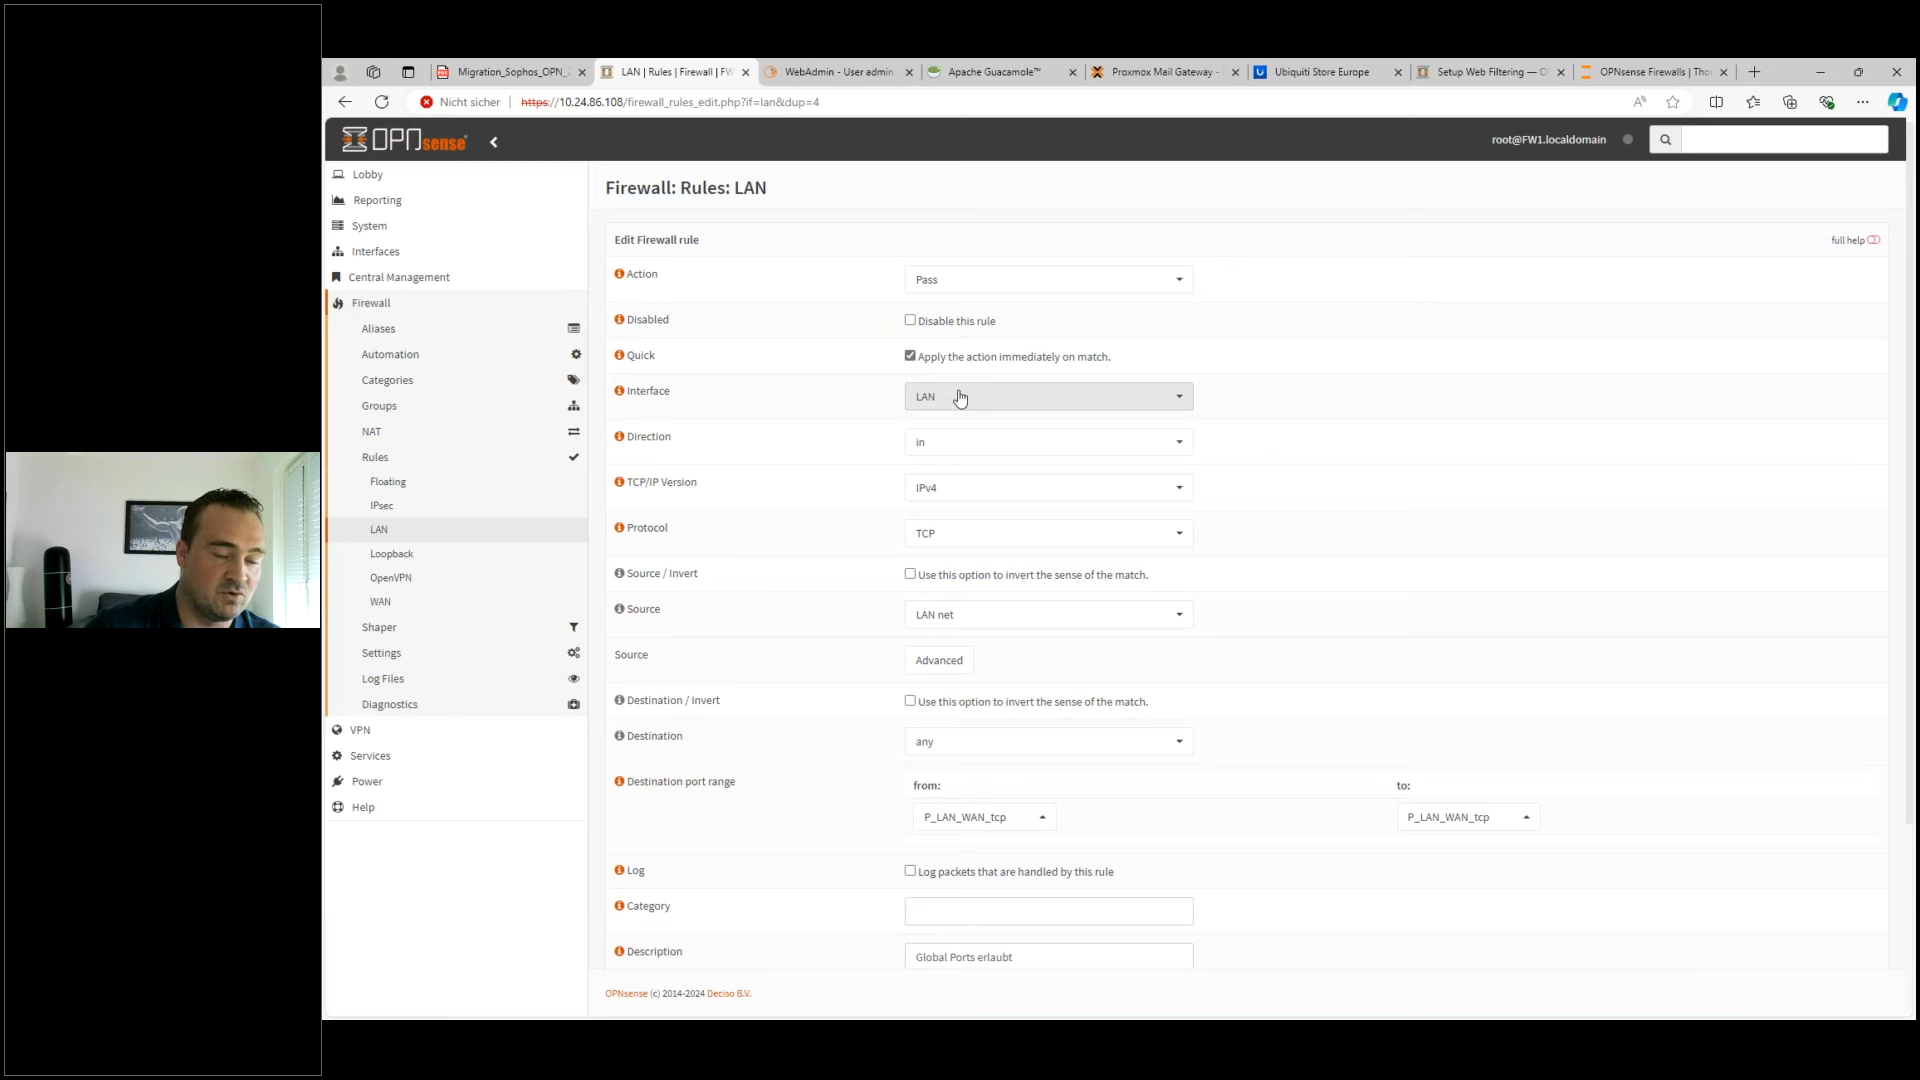 Migration_Sophos_OPN_
LAN | Rules | Firewall | FW
WebAdmin - User admin
Apache Guacamole™
Proxmox Mail Gateway -
Ubiquiti Store Europe
Setup Web Filtering —
OPNsense Firewalls | Tho
Nicht sicher
https://10.24.86.108/firewall_rules_edit.php?if=lan&dup=4
OPNsense
root@FW1.localdomain
Lobby
Reporting
System
Interfaces
Central Management
Firewall
Aliases
Automation
Categories
Groups
NAT
Rules
Floating
IPsec
LAN
Loopback
OpenVPN
WAN
Shaper
Settings
Log Files
Diagnostics
VPN
Services
Power
Help
Firewall: Rules: LAN
Edit Firewall rule
full help
Action
Pass
Disabled
Disable this rule
Quick
Apply the action immediately on match.
Interface
LAN
Direction
in
TCP/IP Version
IPv4
Protocol
TCP
Source / Invert
Use this option to invert the sense of the match.
Source
LAN net
Source
Advanced
Destination / Invert
Use this option to invert the sense of the match.
Destination
any
Destination port range
from:
to:
P_LAN_WAN_tcp
P_LAN_WAN_tcp
Log
Log packets that are handled by this rule
Category
Description
Global Ports erlaubt
OPNsense (c) 2014-2024 Deciso B.V.